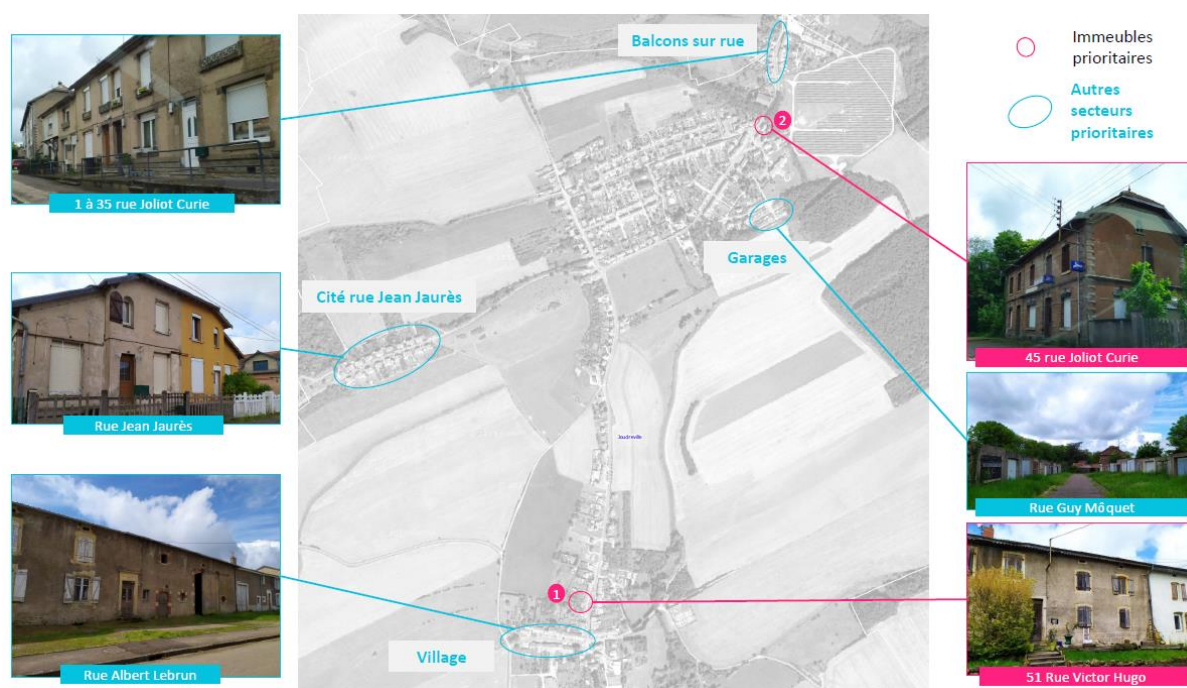 Balcons sur rue
Immeubles
prioritaires
Autres
secteurs
prioritaires
2
1 à 35 rue Joliot Curie
Garages
Cité rue Jean Jaurès
45 rue Joliot Curie
Rue Jean Jaurès
Joudreville
Rue Guy Môquet
1
Village
Rue Albert Lebrun
51 Rue Victor Hugo